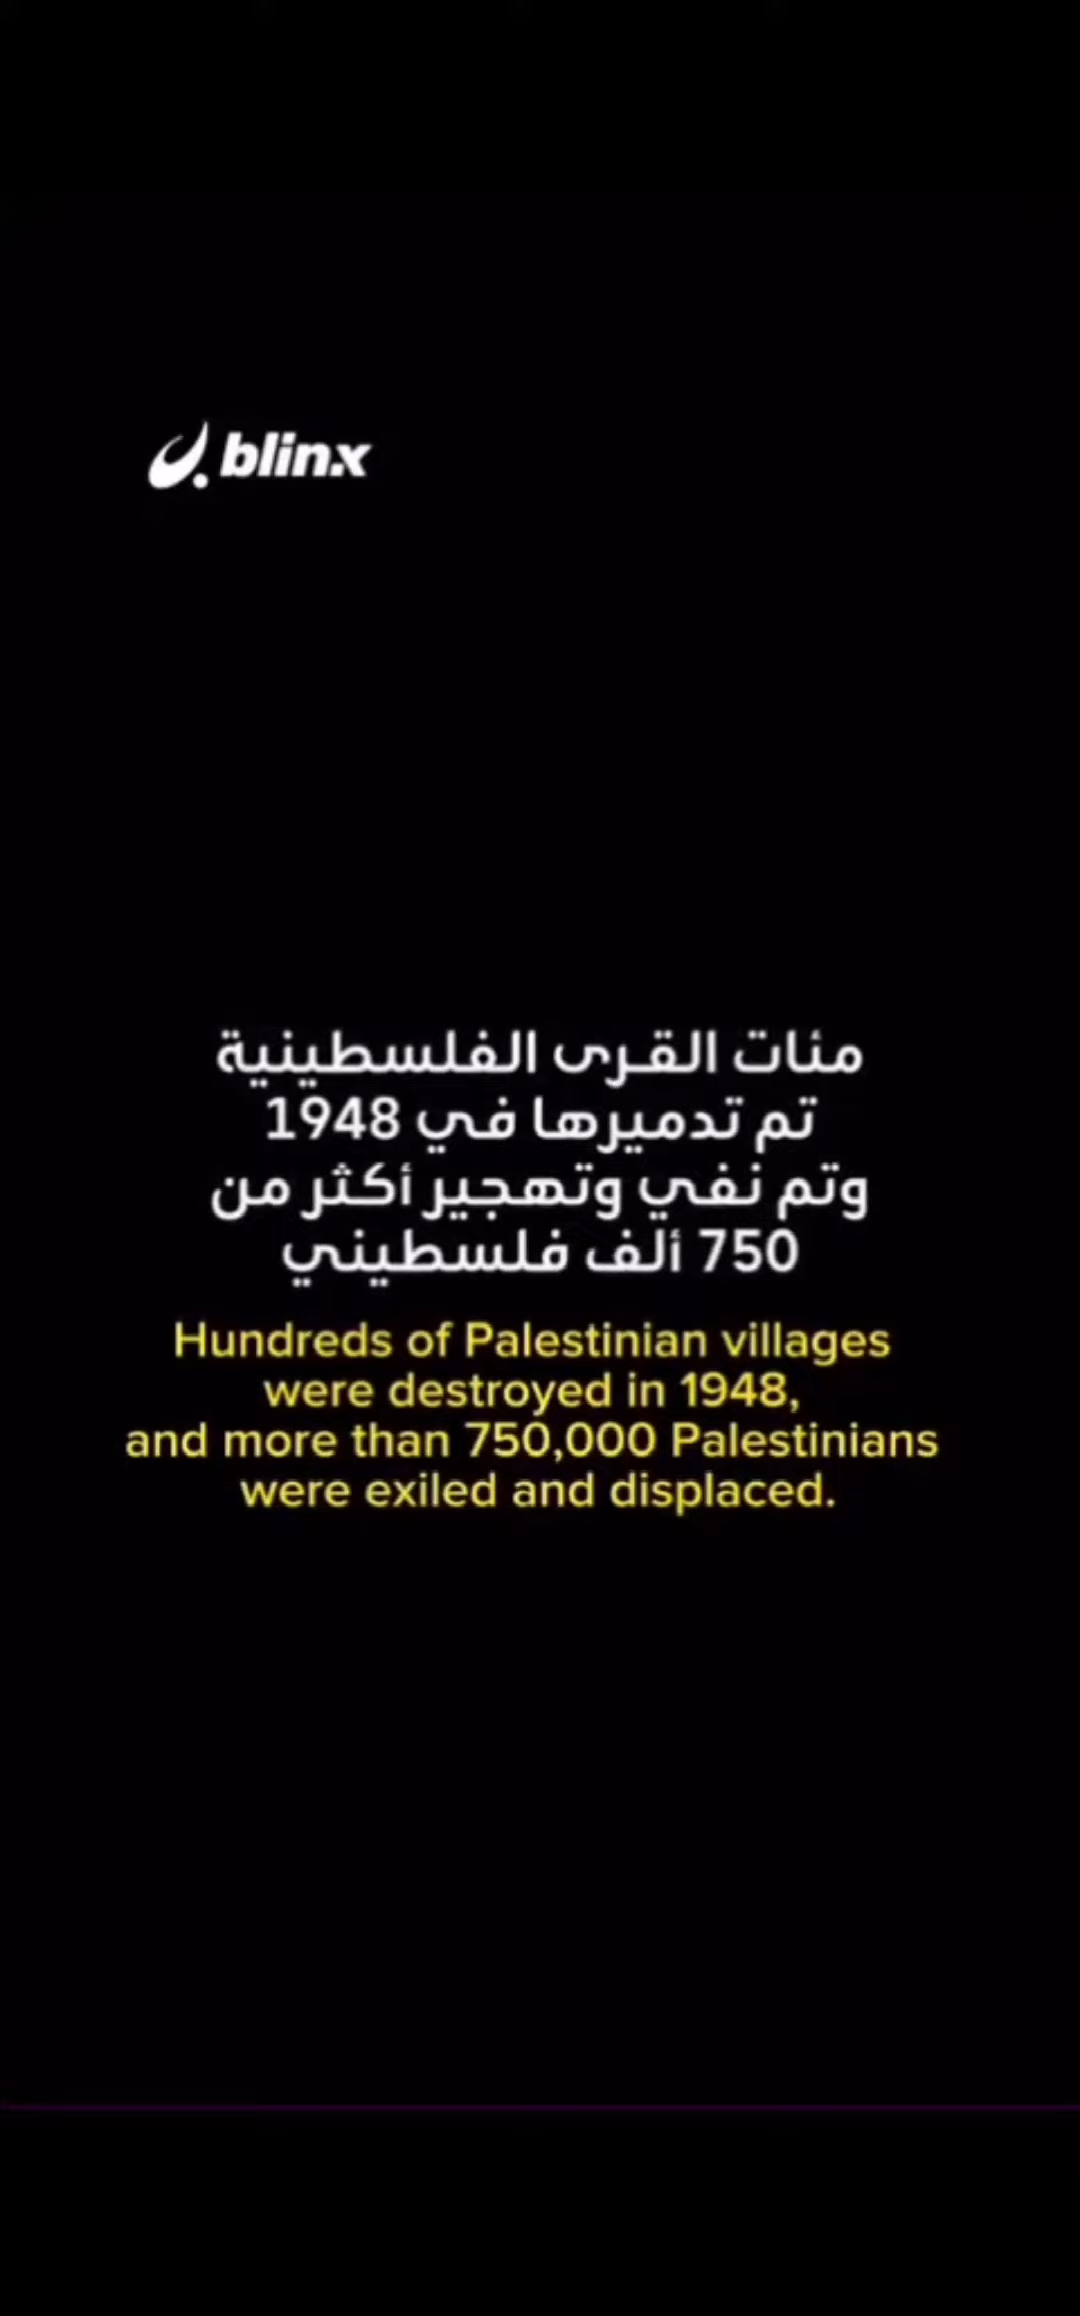 blinx
مئات القرى الفلسطينية
تم تدميرها في 1948
وتم نفي وتهجير أكثر من
750 ألف فلسطيني
Hundreds of Palestinian villages
were destroyed in 1948,
and more than 750,000 Palestinians
were exiled and displaced.